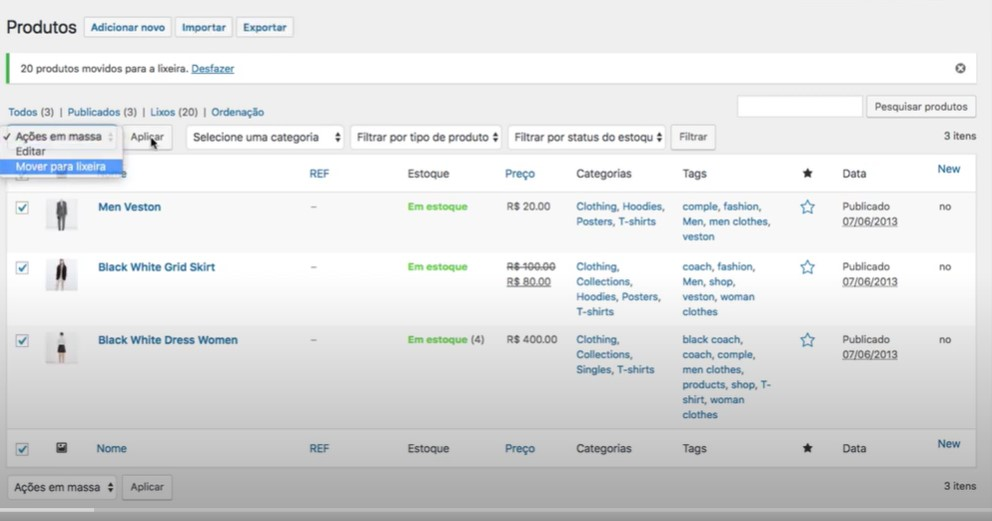 Produtos Adicionar novo Importar Exportar
20 produtos movidos para a lixeira. Desfazer
Todos (3) | Publicados (3) | Lixos (20) | Ordenação
Pesquisar produtos
Ações em massa Aplicar Selecione uma categoria Filtrar por tipo de produto Filtrar por status do estoqu Filtrar 3 itens
Editar
Mover para lixeira
REF Estoque Preço Categorias Tags ★ Data New
Men Veston – Em estoque R$ 20.00 Clothing, Hoodies, comple, fashion, Publicado no
Posters, T-shirts Men, men clothes, 07/06/2013
veston
Black White Grid Skirt – Em estoque R$ 100.00 Clothing, coach, fashion, Publicado no
R$ 80.00 Collections, Men, shop, 07/06/2013
Hoodies, Posters, veston, woman
T-shirts clothes
Black White Dress Women – Em estoque (4) R$ 400.00 Clothing, black coach, Publicado no
Collections, coach, comple, 07/06/2013
Singles, T-shirts men clothes,
products, shop, T-
shirt, woman
clothes
Nome REF Estoque Preço Categorias Tags ★ Data New
Ações em massa Aplicar 3 itens